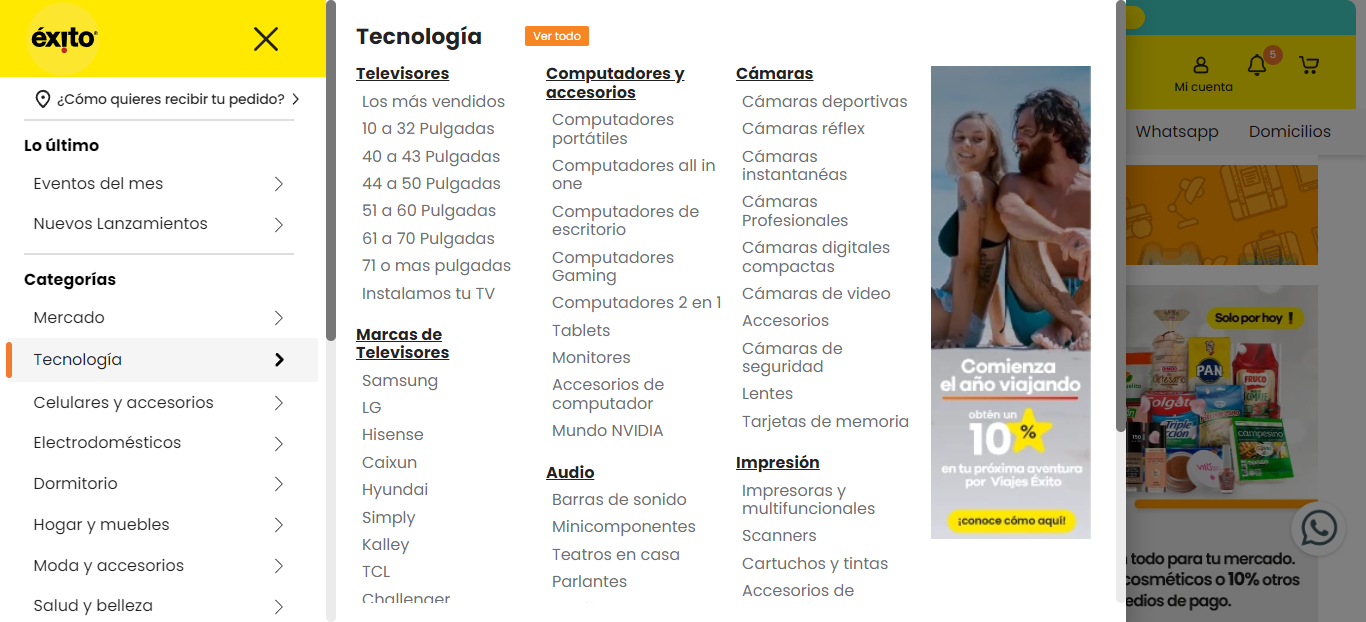 éxito
¿Cómo quieres recibir tu pedido?
Lo último
Eventos del mes
Nuevos Lanzamientos
Categorías
Mercado
Tecnología
Celulares y accesorios
Electrodomésticos
Dormitorio
Hogar y muebles
Moda y accesorios
Salud y belleza
Tecnología
Ver todo
Televisores
Los más vendidos
10 a 32 Pulgadas
40 a 43 Pulgadas
44 a 50 Pulgadas
51 a 60 Pulgadas
61 a 70 Pulgadas
71 o mas pulgadas
Instalamos tu TV
Marcas de
Televisores
Samsung
LG
Hisense
Caixun
Hyundai
Simply
Kalley
TCL
Challenger
Computadores y
accesorios
Computadores
portátiles
Computadores all in
one
Computadores de
escritorio
Computadores
Gaming
Computadores 2 en 1
Tablets
Monitores
Accesorios de
computador
Mundo NVIDIA
Audio
Barras de sonido
Minicomponentes
Teatros en casa
Parlantes
Cámaras
Cámaras deportivas
Cámaras réflex
Cámaras
instantanéas
Cámaras
Profesionales
Cámaras digitales
compactas
Cámaras de video
Accesorios
Cámaras de
seguridad
Lentes
Tarjetas de memoria
Impresión
Impresoras y
multifuncionales
Scanners
Cartuchos y tintas
Accesorios de
Comienza
el año viajando
obtén un
10%
en tu próxima aventura
por Viajes Éxito
¡conoce cómo aquí!
Mi cuenta
5
Whatsapp
Domicilios
Solo por hoy !
PAN
FRUCO
Colgate
Triple
Acción
CAMPESINO
todo para tu mercado.
cosméticos o 10% otros
medios de pago.